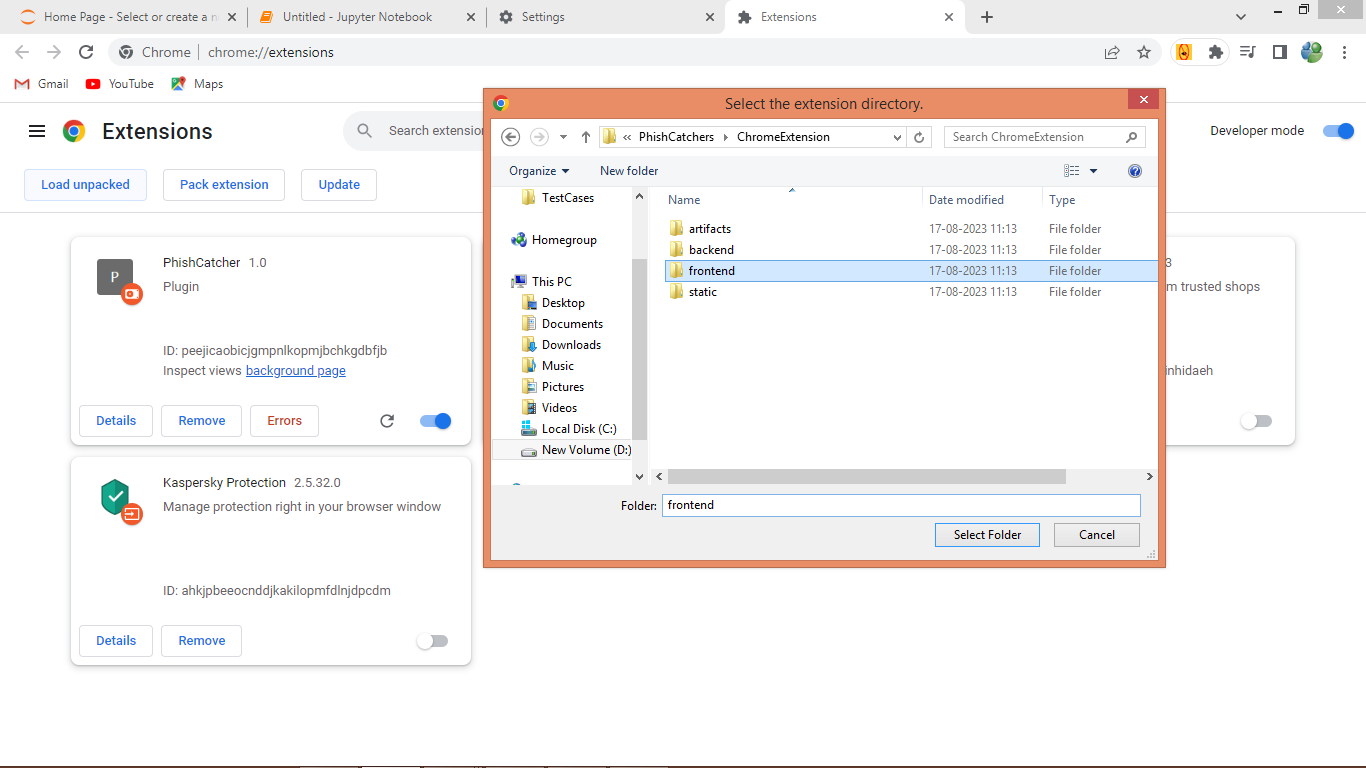 Home Page - Select or create a n
Untitled - Jupyter Notebook
Settings
Extensions
Chrome
chrome://extensions
Gmail
YouTube
Maps
Extensions
Search extension
Developer mode
Load unpacked
Pack extension
Update
P
PhishCatcher 1.0
Plugin
ID: peejicaobicjgmpnlkopmjbchkgdbfjb
Inspect views background page
Details
Remove
Errors
Kaspersky Protection 2.5.32.0
Manage protection right in your browser window
ID: ahkjpbeeocnddjkakilopmfdlnjdpcdm
Details
Remove
3
m trusted shops
inhidaeh
Select the extension directory.
PhishCatchers
ChromeExtension
Search ChromeExtension
Organize
New folder
TestCases
Homegroup
This PC
Desktop
Documents
Downloads
Music
Pictures
Videos
Local Disk (C:)
New Volume (D:)
Name Date modified Type
artifacts 17-08-2023 11:13 File folder
backend 17-08-2023 11:13 File folder
frontend 17-08-2023 11:13 File folder
static 17-08-2023 11:13 File folder
Folder: frontend
Select Folder
Cancel